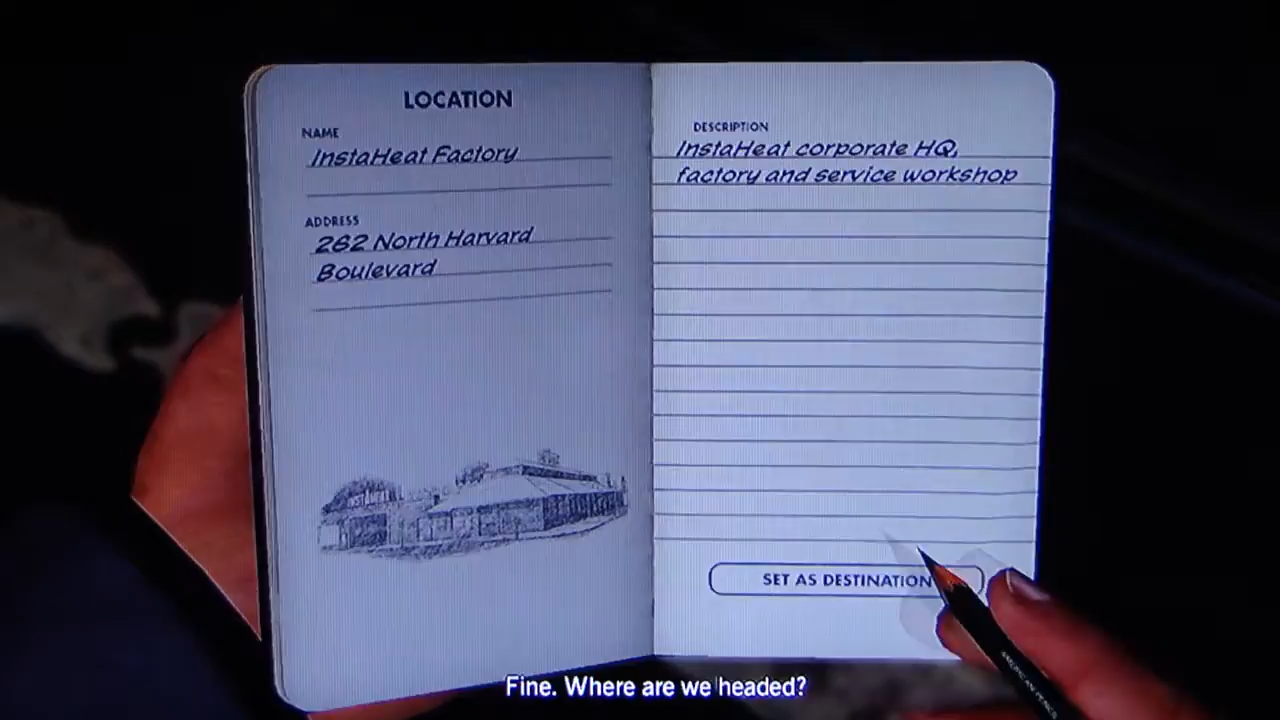 LOCATION
NAME
InstaHeat Factory
ADDRESS
262 North Harvard
Boulevard
DESCRIPTION
InstaHeat corporate HQ,
factory and service workshop
SET AS DESTINATION
Fine. Where are we headed?